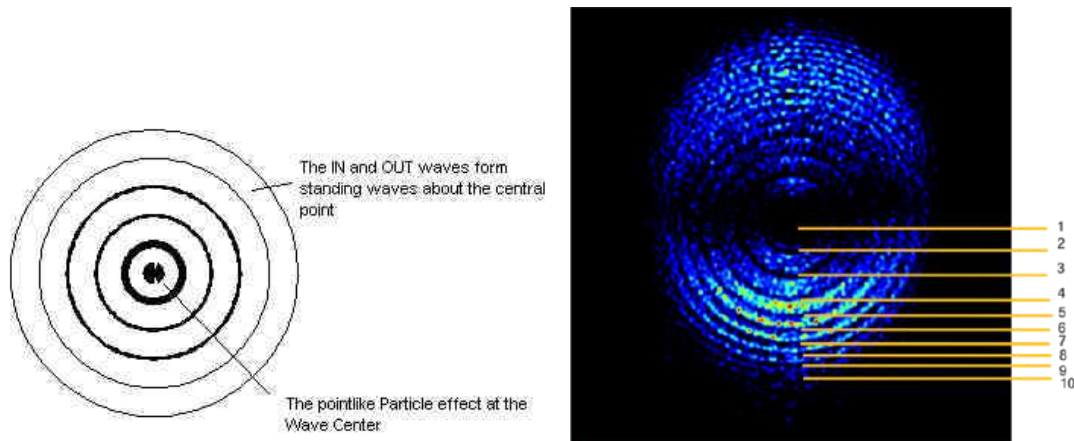 The IN and OUT waves form
standing waves about the central
point
The pointlike Particle effect at the
Wave Center
1
2
3
4
5
6
7
8
9
10